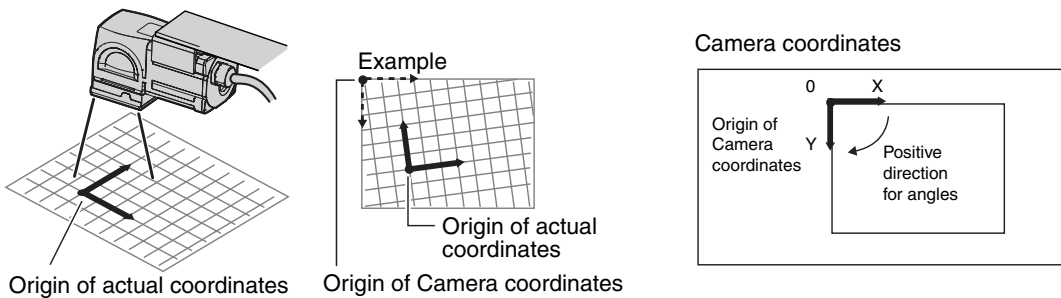 Example
Origin of actual coordinates
Origin of actual
coordinates
Origin of Camera coordinates
Camera coordinates
0 X
Origin of
Camera
coordinates
Y
Positive
direction
for angles